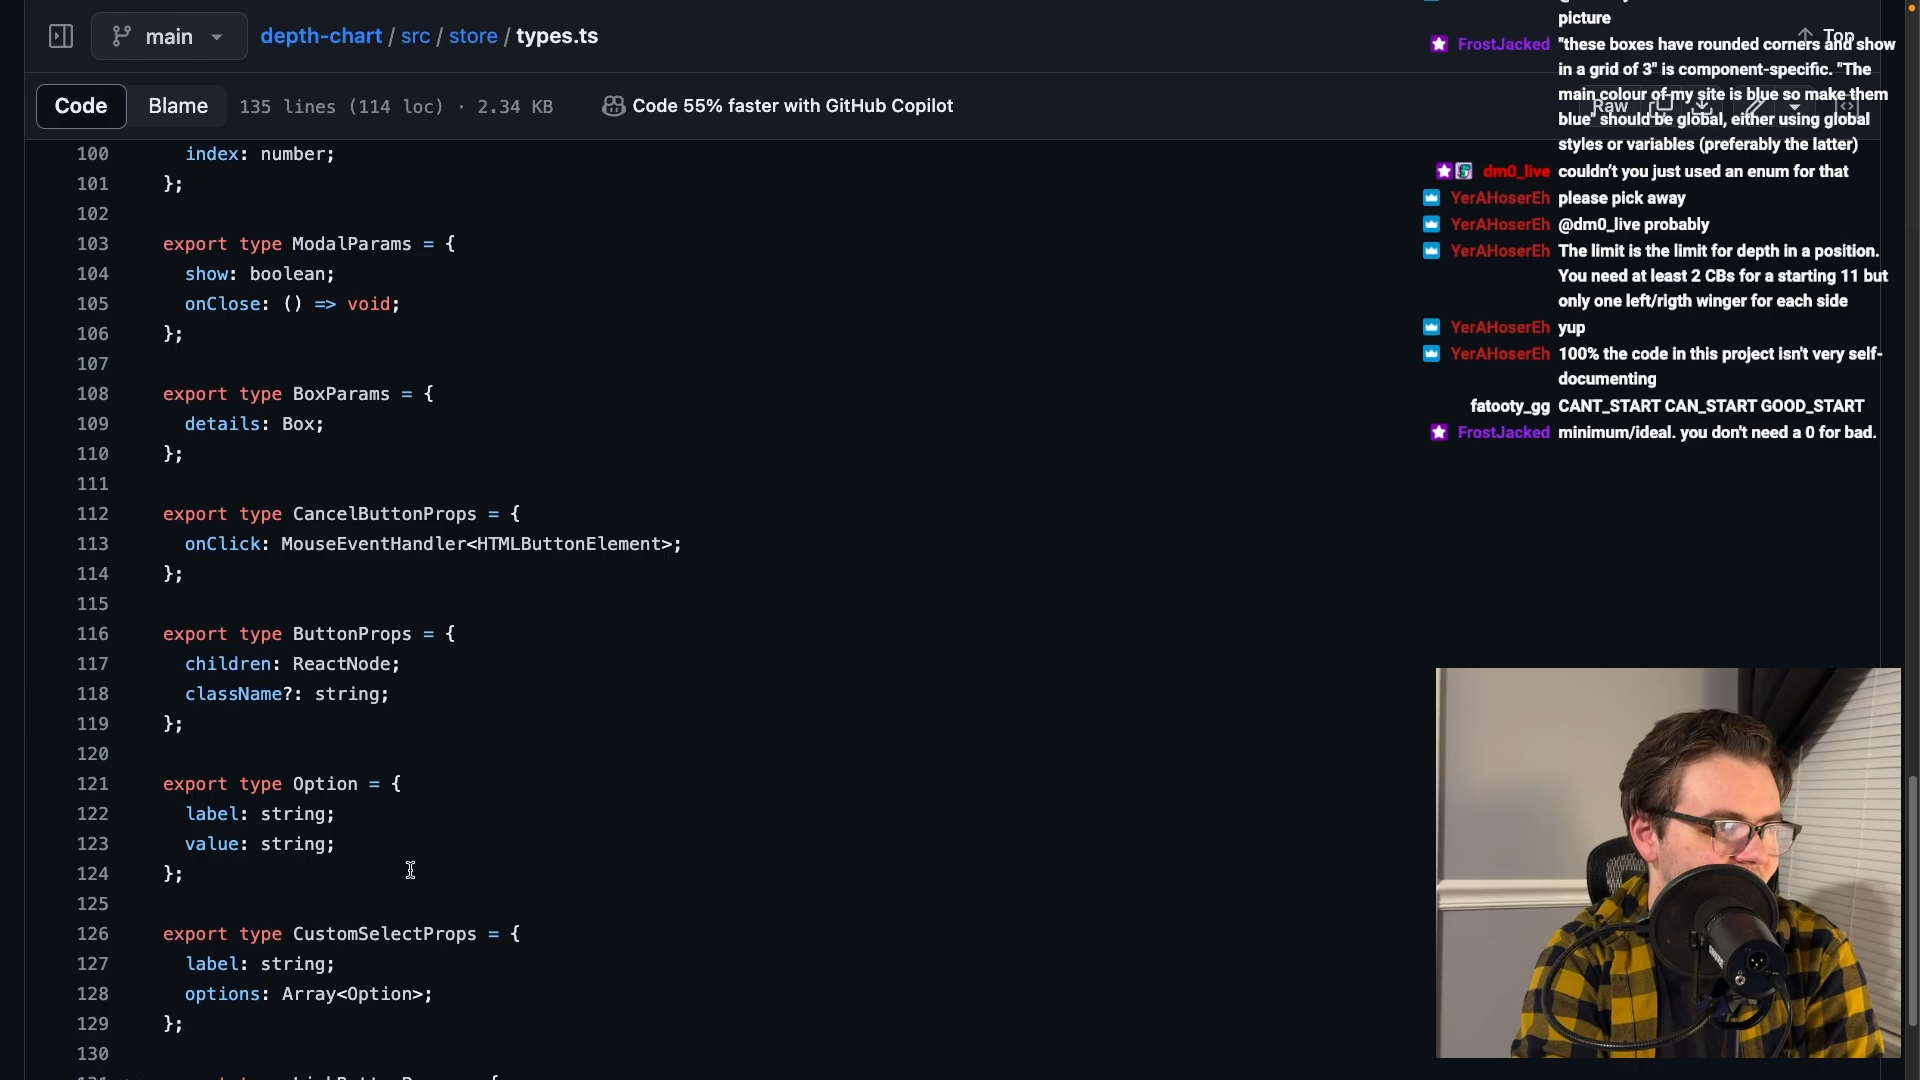 main
depth-chart / src / store / types.ts
Top
Code
Blame
135 lines (114 loc) · 2.34 KB
Code 55% faster with GitHub Copilot
Raw
100 index: number;
101 };
102
103 export type ModalParams = {
104 show: boolean;
105 onClose: () => void;
106 };
107
108 export type BoxParams = {
109 details: Box;
110 };
111
112 export type CancelButtonProps = {
113 onClick: MouseEventHandler<HTMLButtonElement>;
114 };
115
116 export type ButtonProps = {
117 children: ReactNode;
118 className?: string;
119 };
120
121 export type Option = {
122 label: string;
123 value: string;
124 };
125
126 export type CustomSelectProps = {
127 label: string;
128 options: Array<Option>;
129 };
130
picture
FrostJacked "these boxes have rounded corners and show
in a grid of 3" is component-specific. "The
main colour of my site is blue so make them
blue" should be global, either using global
styles or variables (preferably the latter)
dm0_live couldn't you just used an enum for that
YerAHoserEh please pick away
YerAHoserEh @dm0_live probably
YerAHoserEh The limit is the limit for depth in a position.
You need at least 2 CBs for a starting 11 but
only one left/rigth winger for each side
YerAHoserEh yup
YerAHoserEh 100% the code in this project isn't very self-
documenting
fatooty_gg CANT_START CAN_START GOOD_START
FrostJacked minimum/ideal. you don't need a 0 for bad.